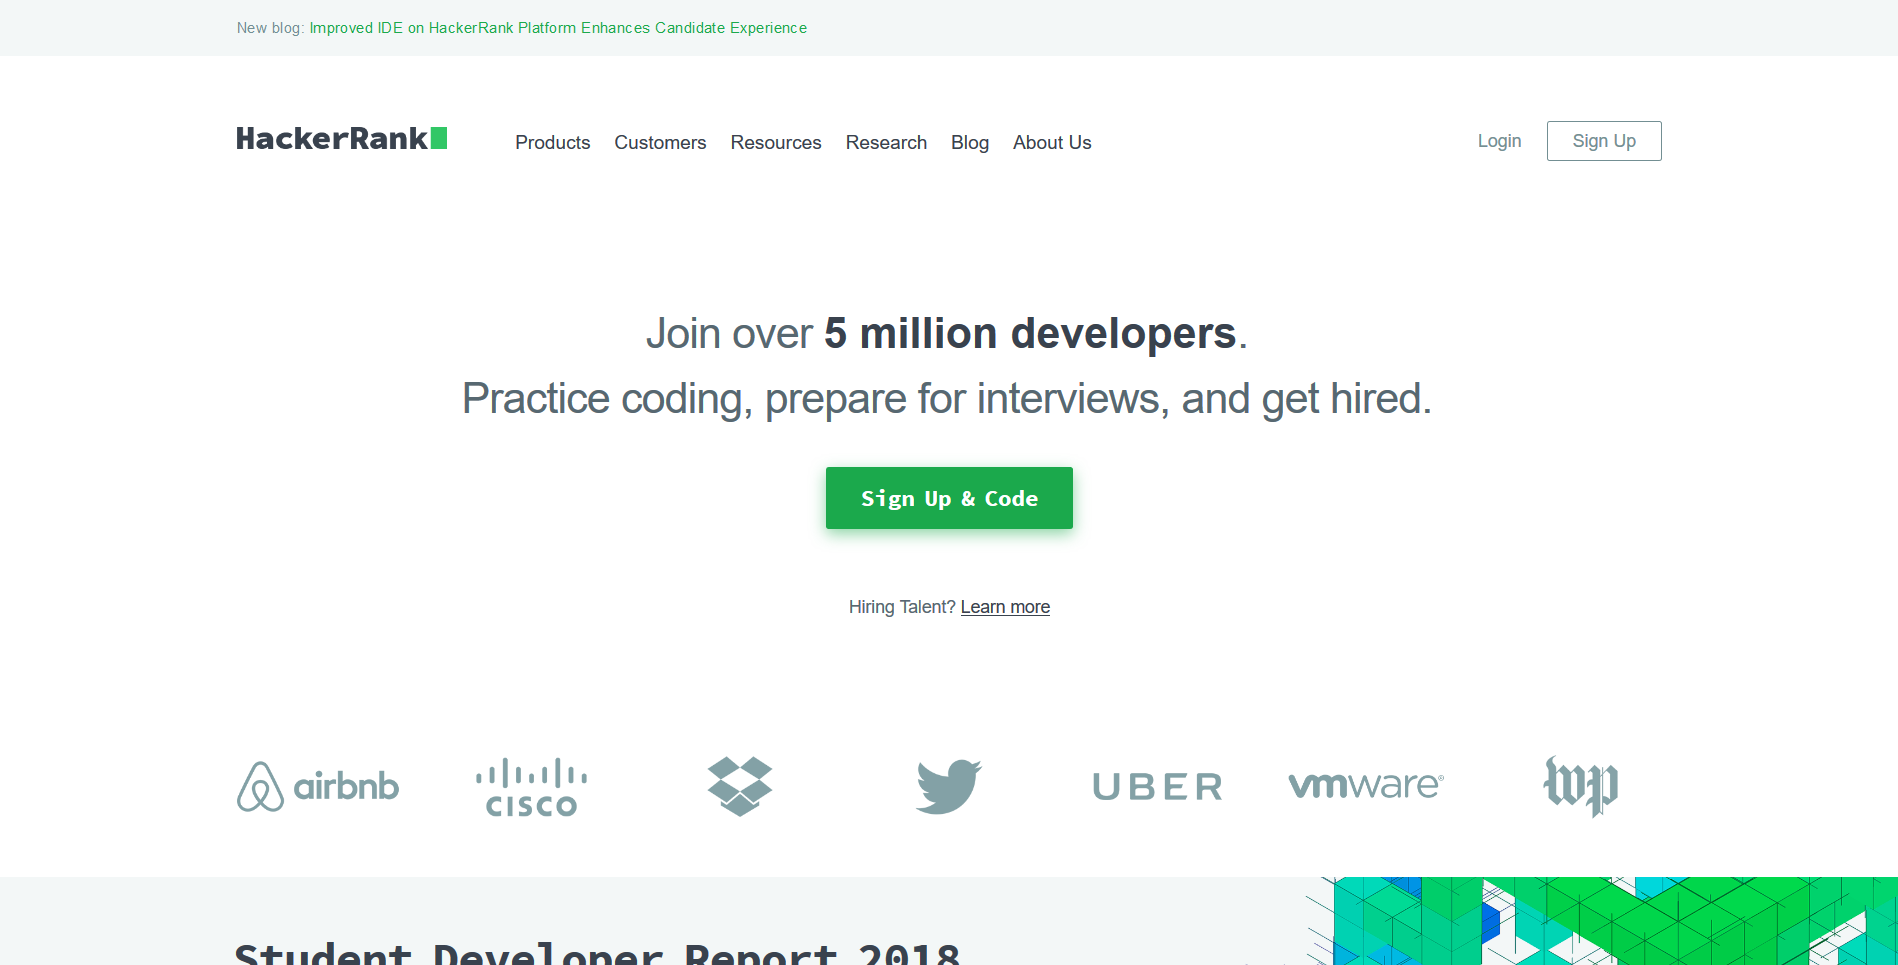 New blog: Improved IDE on HackerRank Platform Enhances Candidate Experience
HackerRank Products Customers Resources Research Blog About Us Login Sign Up
Join over 5 million developers.
Practice coding, prepare for interviews, and get hired.
Sign Up & Code
Hiring Talent? Learn more
airbnb CISCO UBER vmware® wp
Student Developer Report 2018